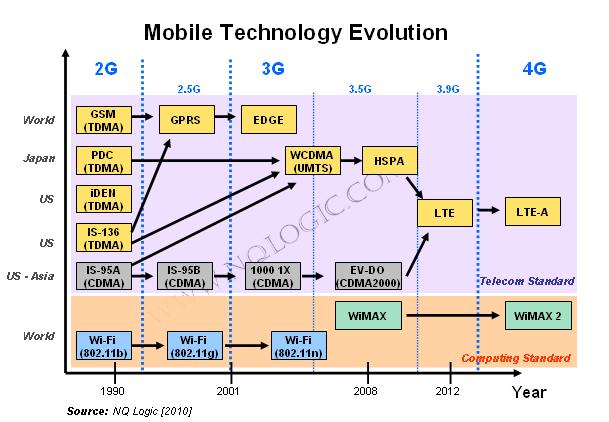 Mobile Technology Evolution
2G
3G
4G
2.5G
3.5G
3.9G
World
GSM
(TDMA)
GPRS
EDGE
Japan
PDC
(TDMA)
WCDMA
(UMTS)
HSPA
US
iDEN
(TDMA)
LTE
LTE-A
US
IS-136
(TDMA)
US - Asia
IS-95A
(CDMA)
IS-95B
(CDMA)
1000 1X
(CDMA)
EV-DO
(CDMA2000)
Telecom Standard
WiMAX
WiMAX 2
World
Wi-Fi
(802.11b)
Wi-Fi
(802.11g)
Wi-Fi
(802.11n)
Computing Standard
1990
2001
2008
2012
Year
Source: NQ Logic [2010]
WWW.NQLOGIC.COM